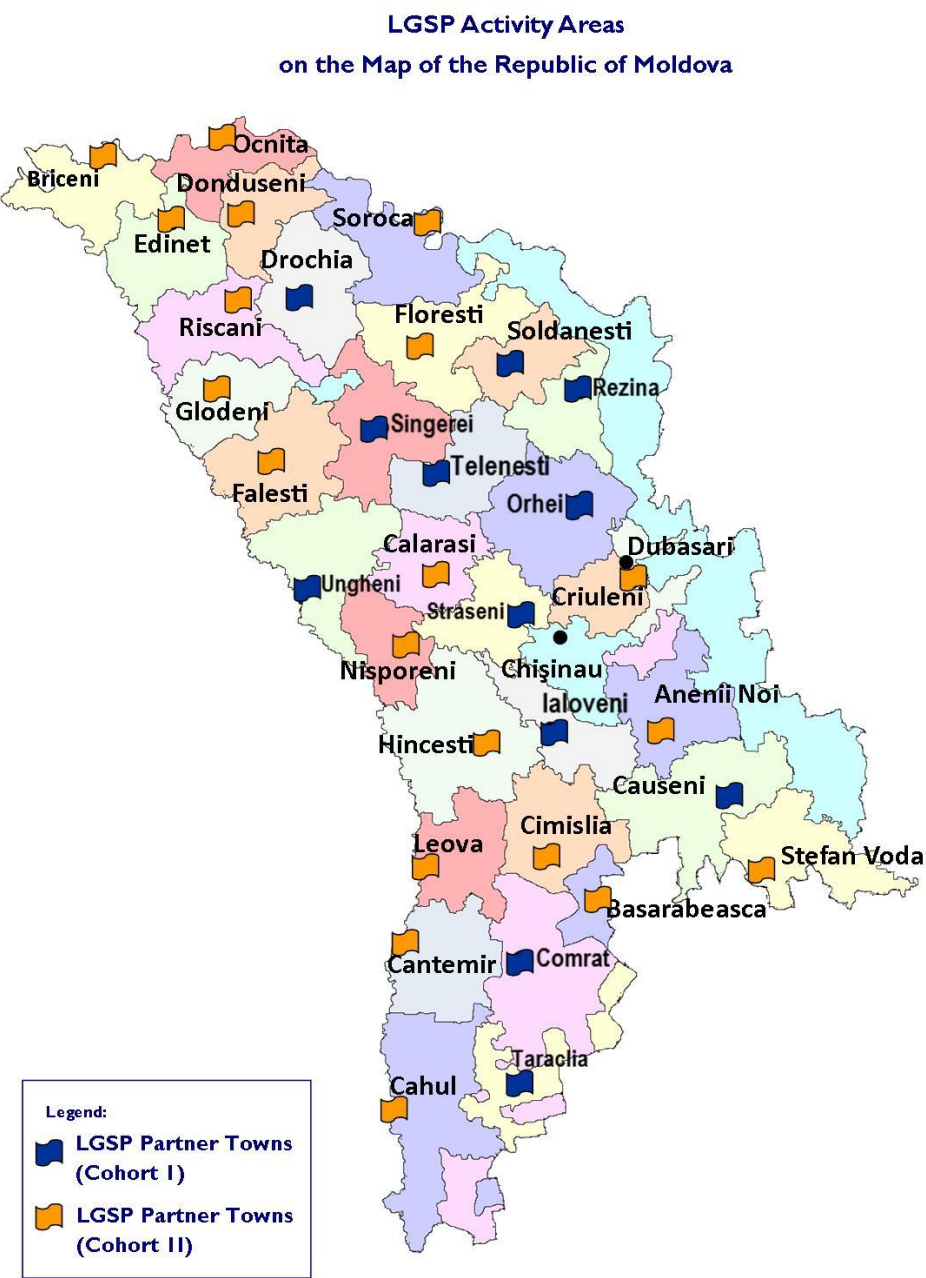 LGSP Activity Areas
on the Map of the Republic of Moldova
Ocnita
Briceni
Donduseni
Soroca
Edinet
Drochia
Floresti
Riscani
Soldanesti
Rezina
Glodeni
Singerei
Telenesti
Falesti
Orhei
Calarasi
Dubasari
Ungheni
Criuleni
Straseni
Nisporeni
Chişinau
Anenii Noi
Ialoveni
Hincesti
Causeni
Cimislia
Leova
Stefan Voda
Basarabeasca
Comrat
Cantemir
Taraclia
Cahul
Legend:
LGSP Partner Towns
(Cohort I)
LGSP Partner Towns
(Cohort II)